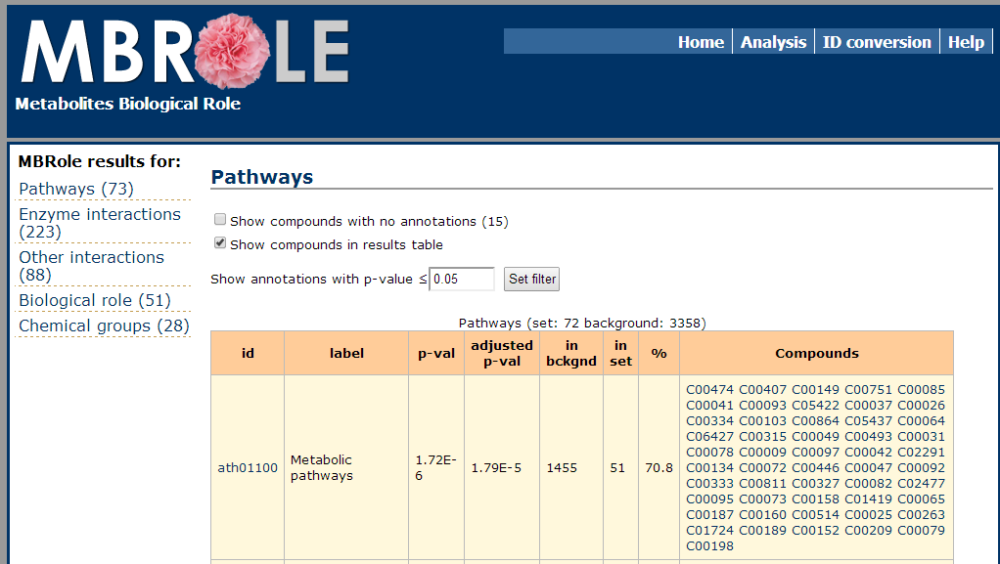 MBROLE
Metabolites Biological Role
Home
Analysis
ID conversion
Help
MBRole results for:
Pathways (73)
Enzyme interactions
(223)
Other interactions
(88)
Biological role (51)
Chemical groups (28)
Pathways
Show compounds with no annotations (15)
Show compounds in results table
Show annotations with p-value ≤ 0.05 Set filter
Pathways (set: 72 background: 3358)
id
label
p-val
adjusted
p-val
in
bckgnd
in
set
%
Compounds
ath01100
Metabolic
pathways
1.72E-
6
1.79E-5
1455
51
70.8
C00474 C00407 C00149 C00751 C00085
C00041 C00093 C05422 C00037 C00026
C00334 C00103 C00864 C05437 C00064
C06427 C00315 C00049 C00493 C00031
C00078 C00009 C00097 C00042 C02291
C00134 C00072 C00446 C00047 C00092
C00333 C00811 C00327 C00082 C02477
C00095 C00073 C00158 C01419 C00065
C00187 C00160 C00514 C00025 C00263
C01724 C00189 C00152 C00209 C00079
C00198